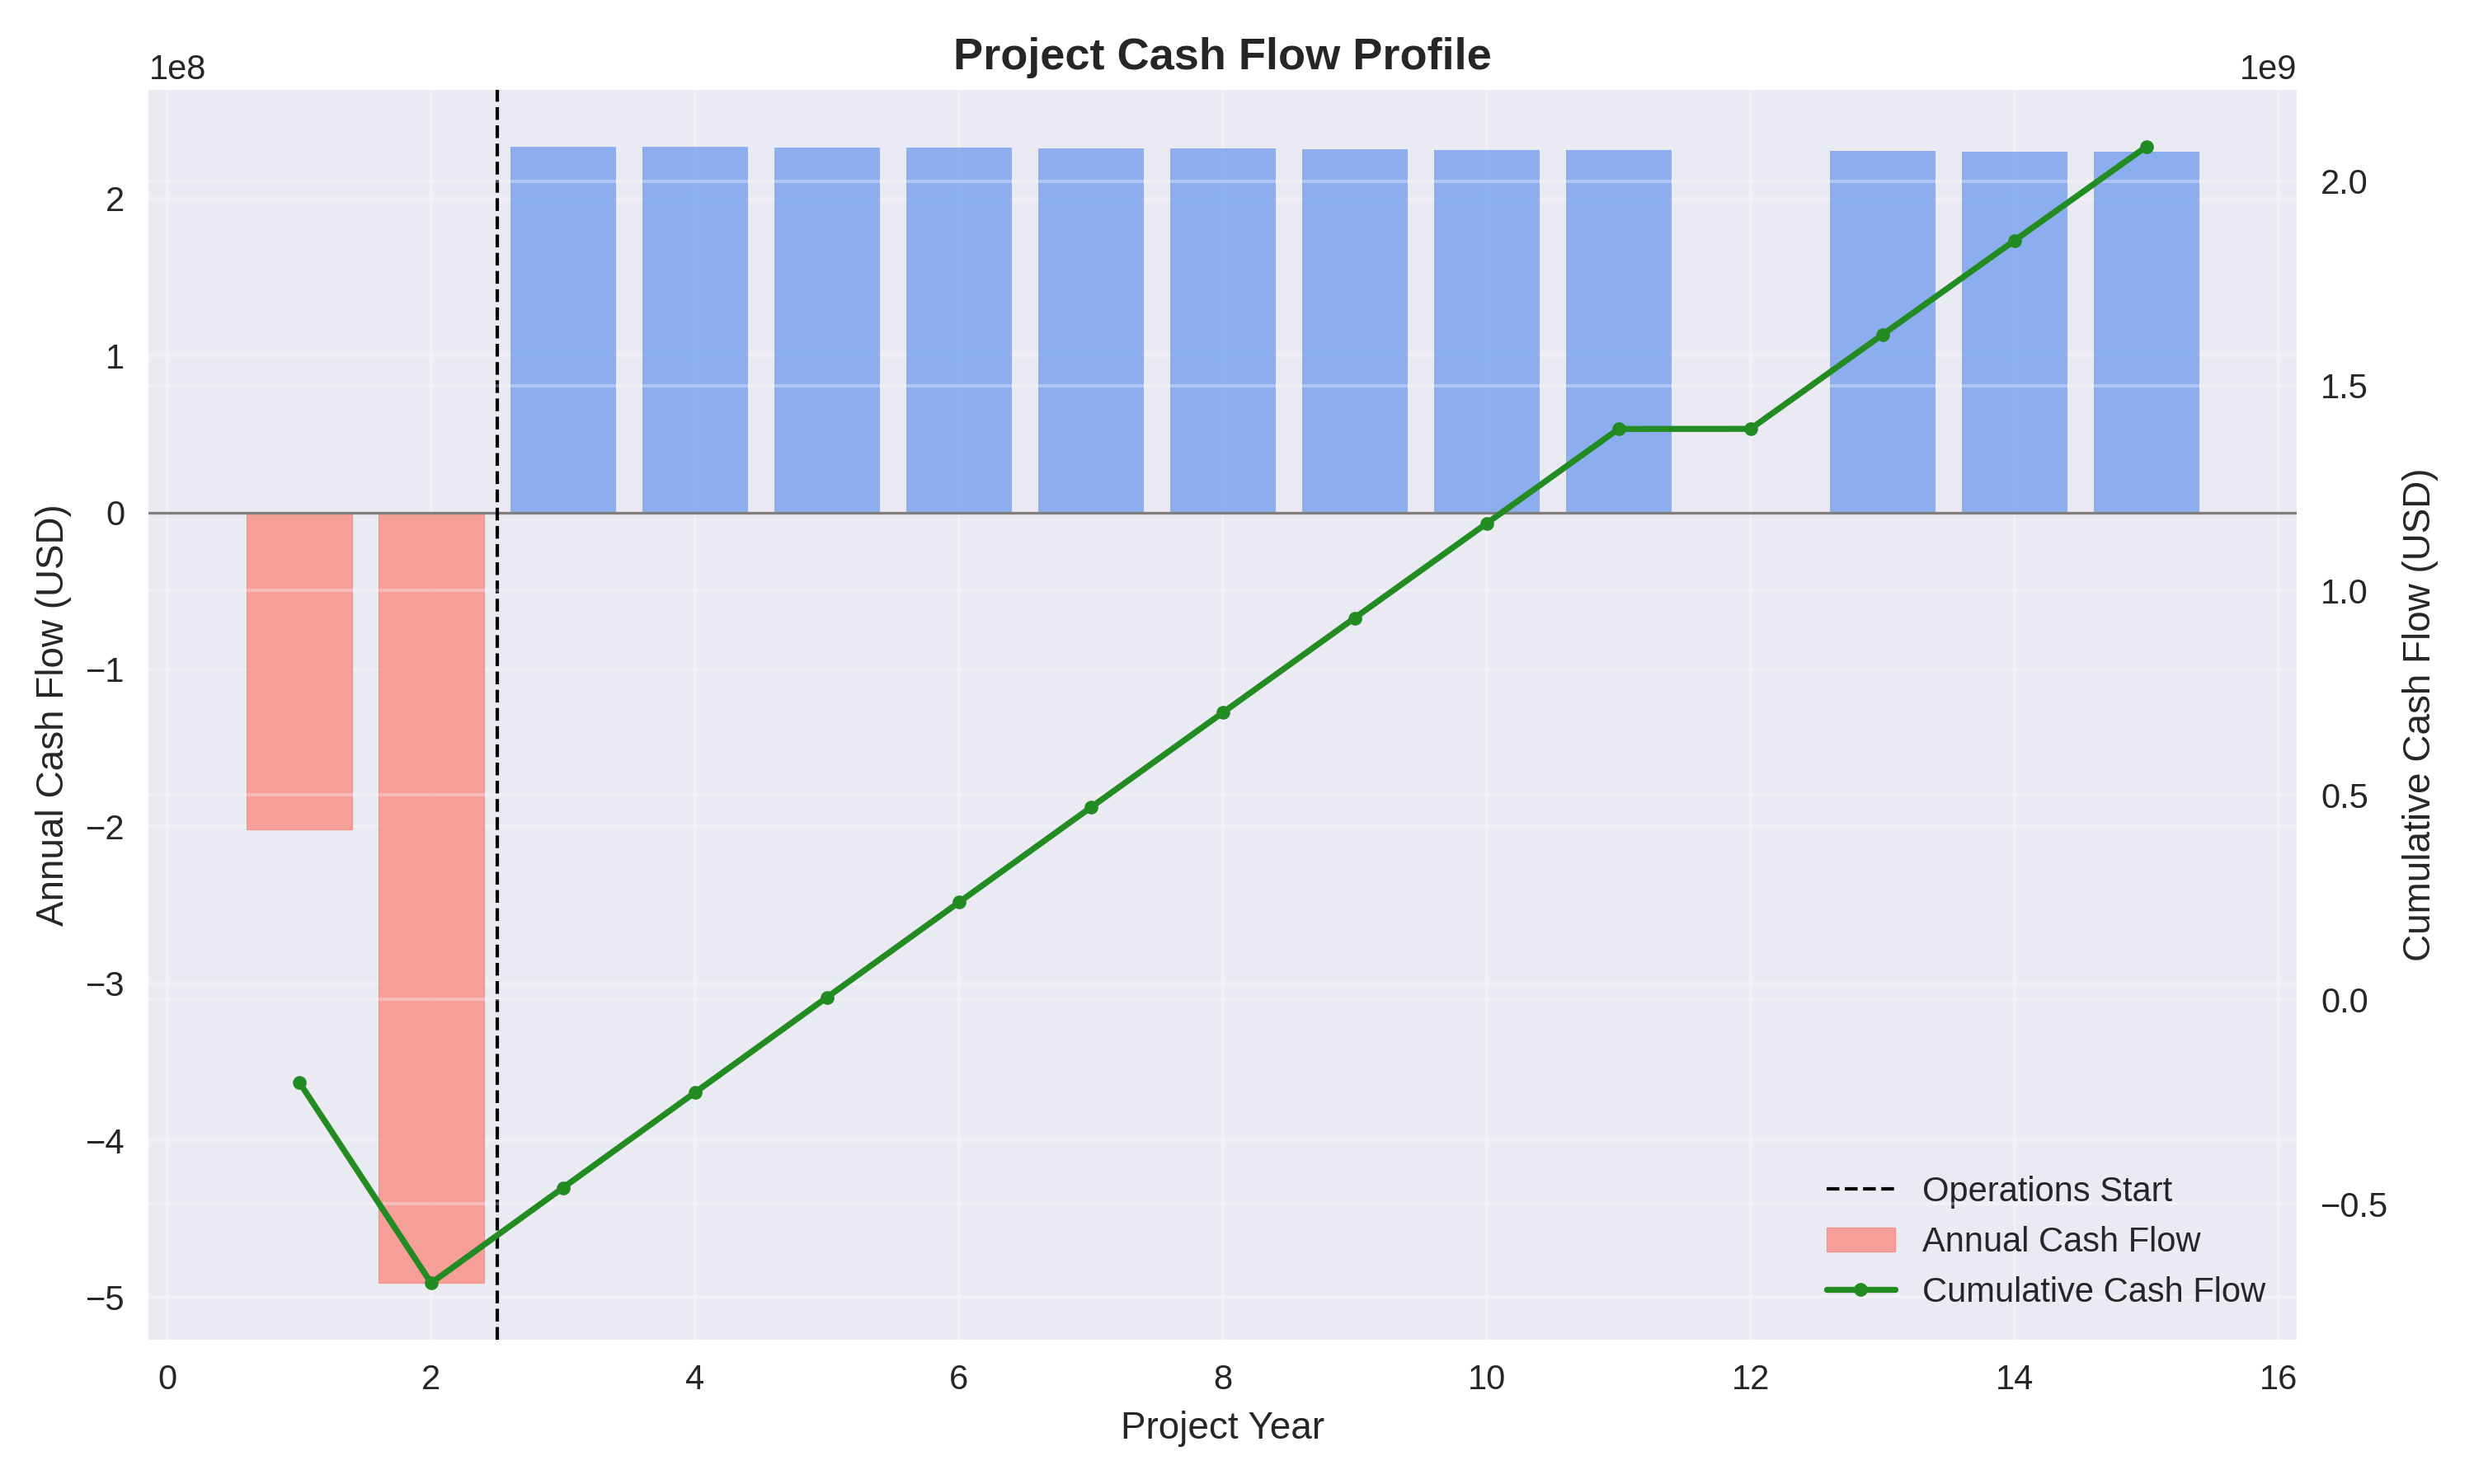 Project Cash Flow Profile
1e8
1e9
2
1
0
−1
−2
−3
−4
−5
Annual Cash Flow (USD)
2.0
1.5
1.0
0.5
0.0
−0.5
Cumulative Cash Flow (USD)
Operations Start
Annual Cash Flow
Cumulative Cash Flow
0 2 4 6 8 10 12 14 16
Project Year